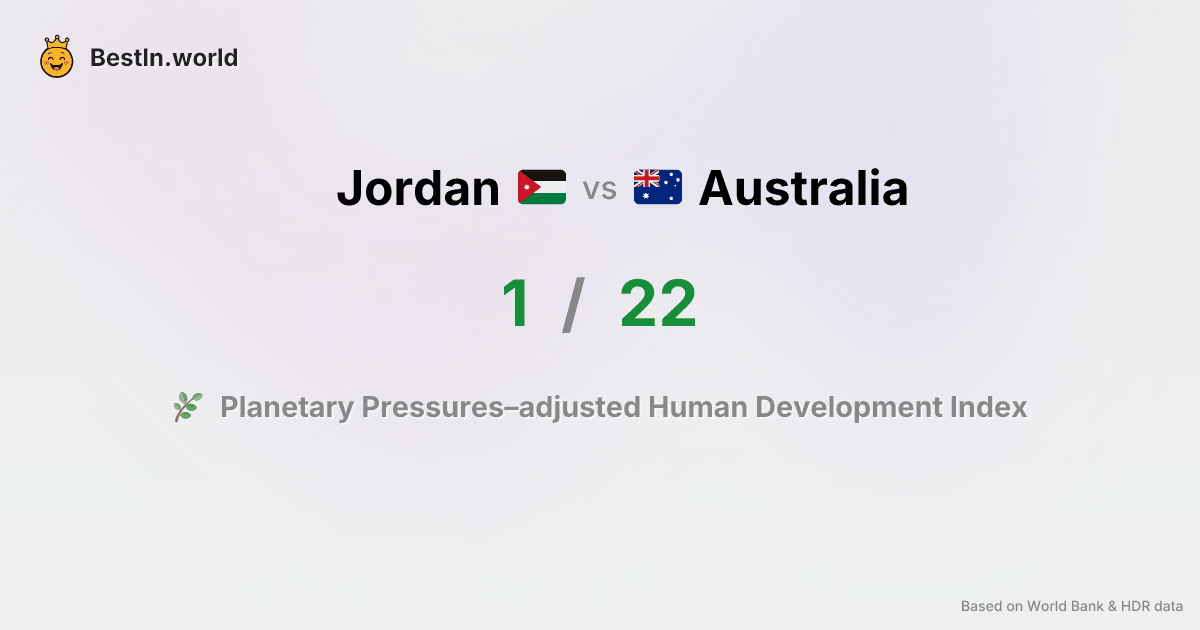 BestIn.world
Jordan vs Australia
1 / 22
Planetary Pressures–adjusted Human Development Index
Based on World Bank & HDR data